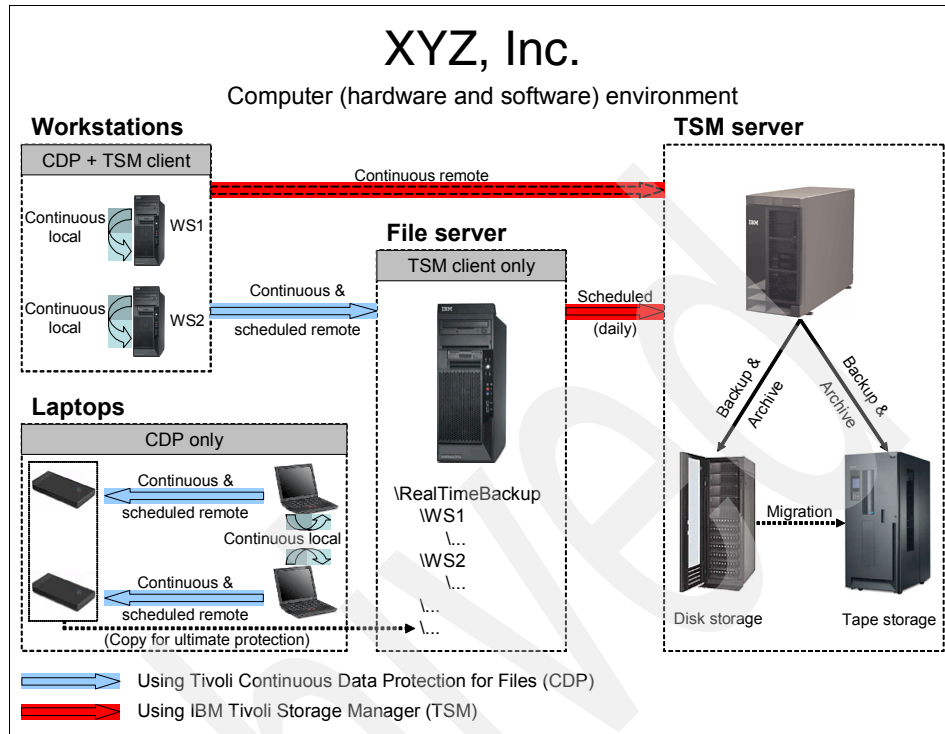 XYZ, Inc.
Computer (hardware and software) environment
Workstations
CDP + TSM client
Continuous
local
WS1
Continuous
local
WS2
Continuous remote
Continuous &
scheduled remote
File server
TSM client only
IBM
\RealTimeBackup
\WS1
\...
\WS2
\...
\...
\...
Scheduled
(daily)
TSM server
IBM
Backup &
Archive
Backup &
Archive
Disk storage
Migration
Tape storage
Laptops
CDP only
Continuous &
scheduled remote
Continuous local
Continuous &
scheduled remote
(Copy for ultimate protection)
Using Tivoli Continuous Data Protection for Files (CDP)
Using IBM Tivoli Storage Manager (TSM)